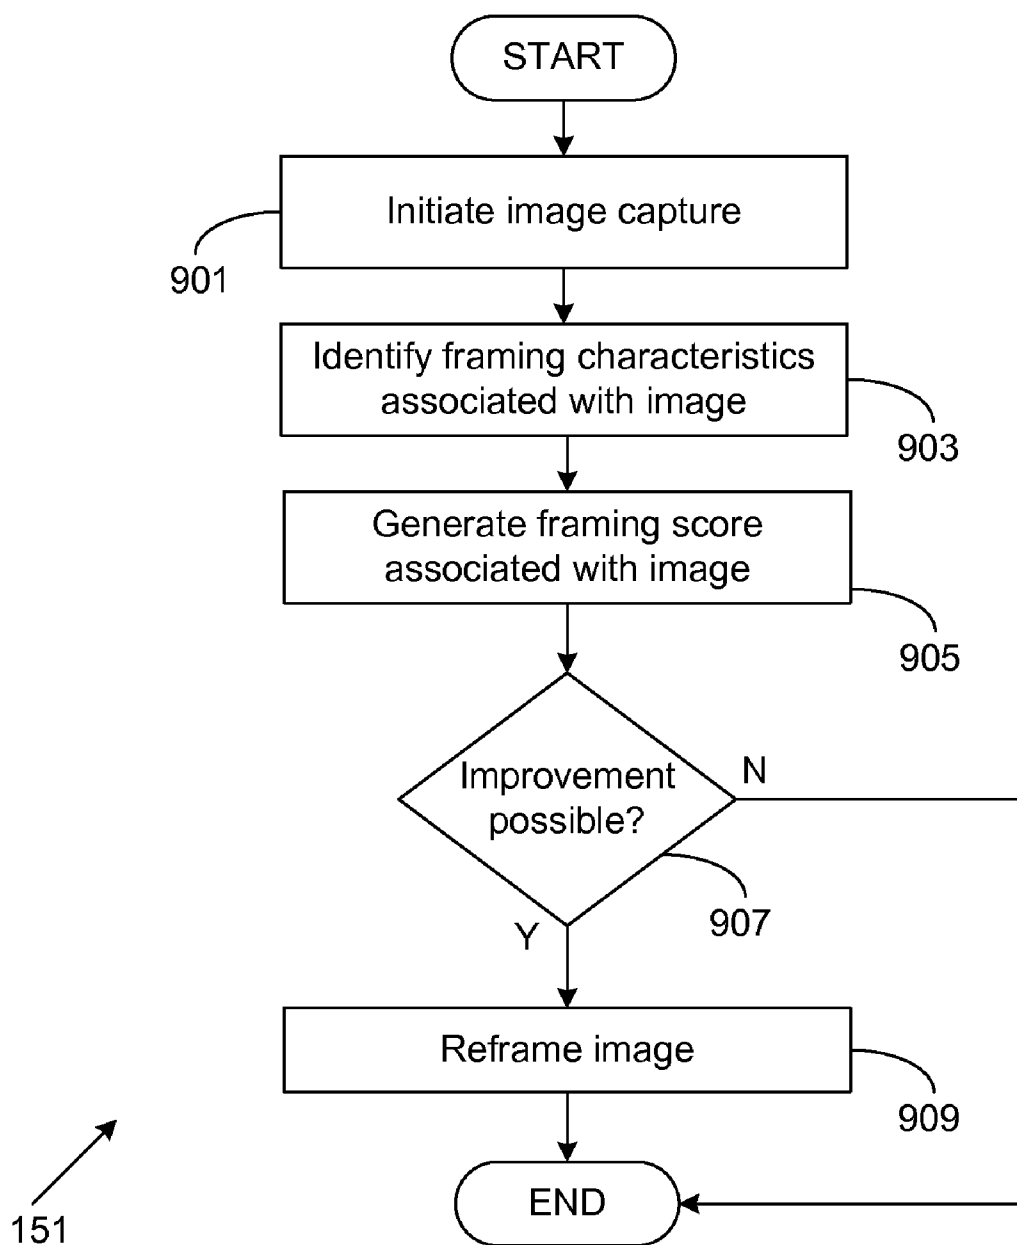 START
Initiate image capture
901
Identify framing characteristics
associated with image
903
Generate framing score
associated with image
905
Improvement
possible?
N
907
Y
Reframe image
909
END
151